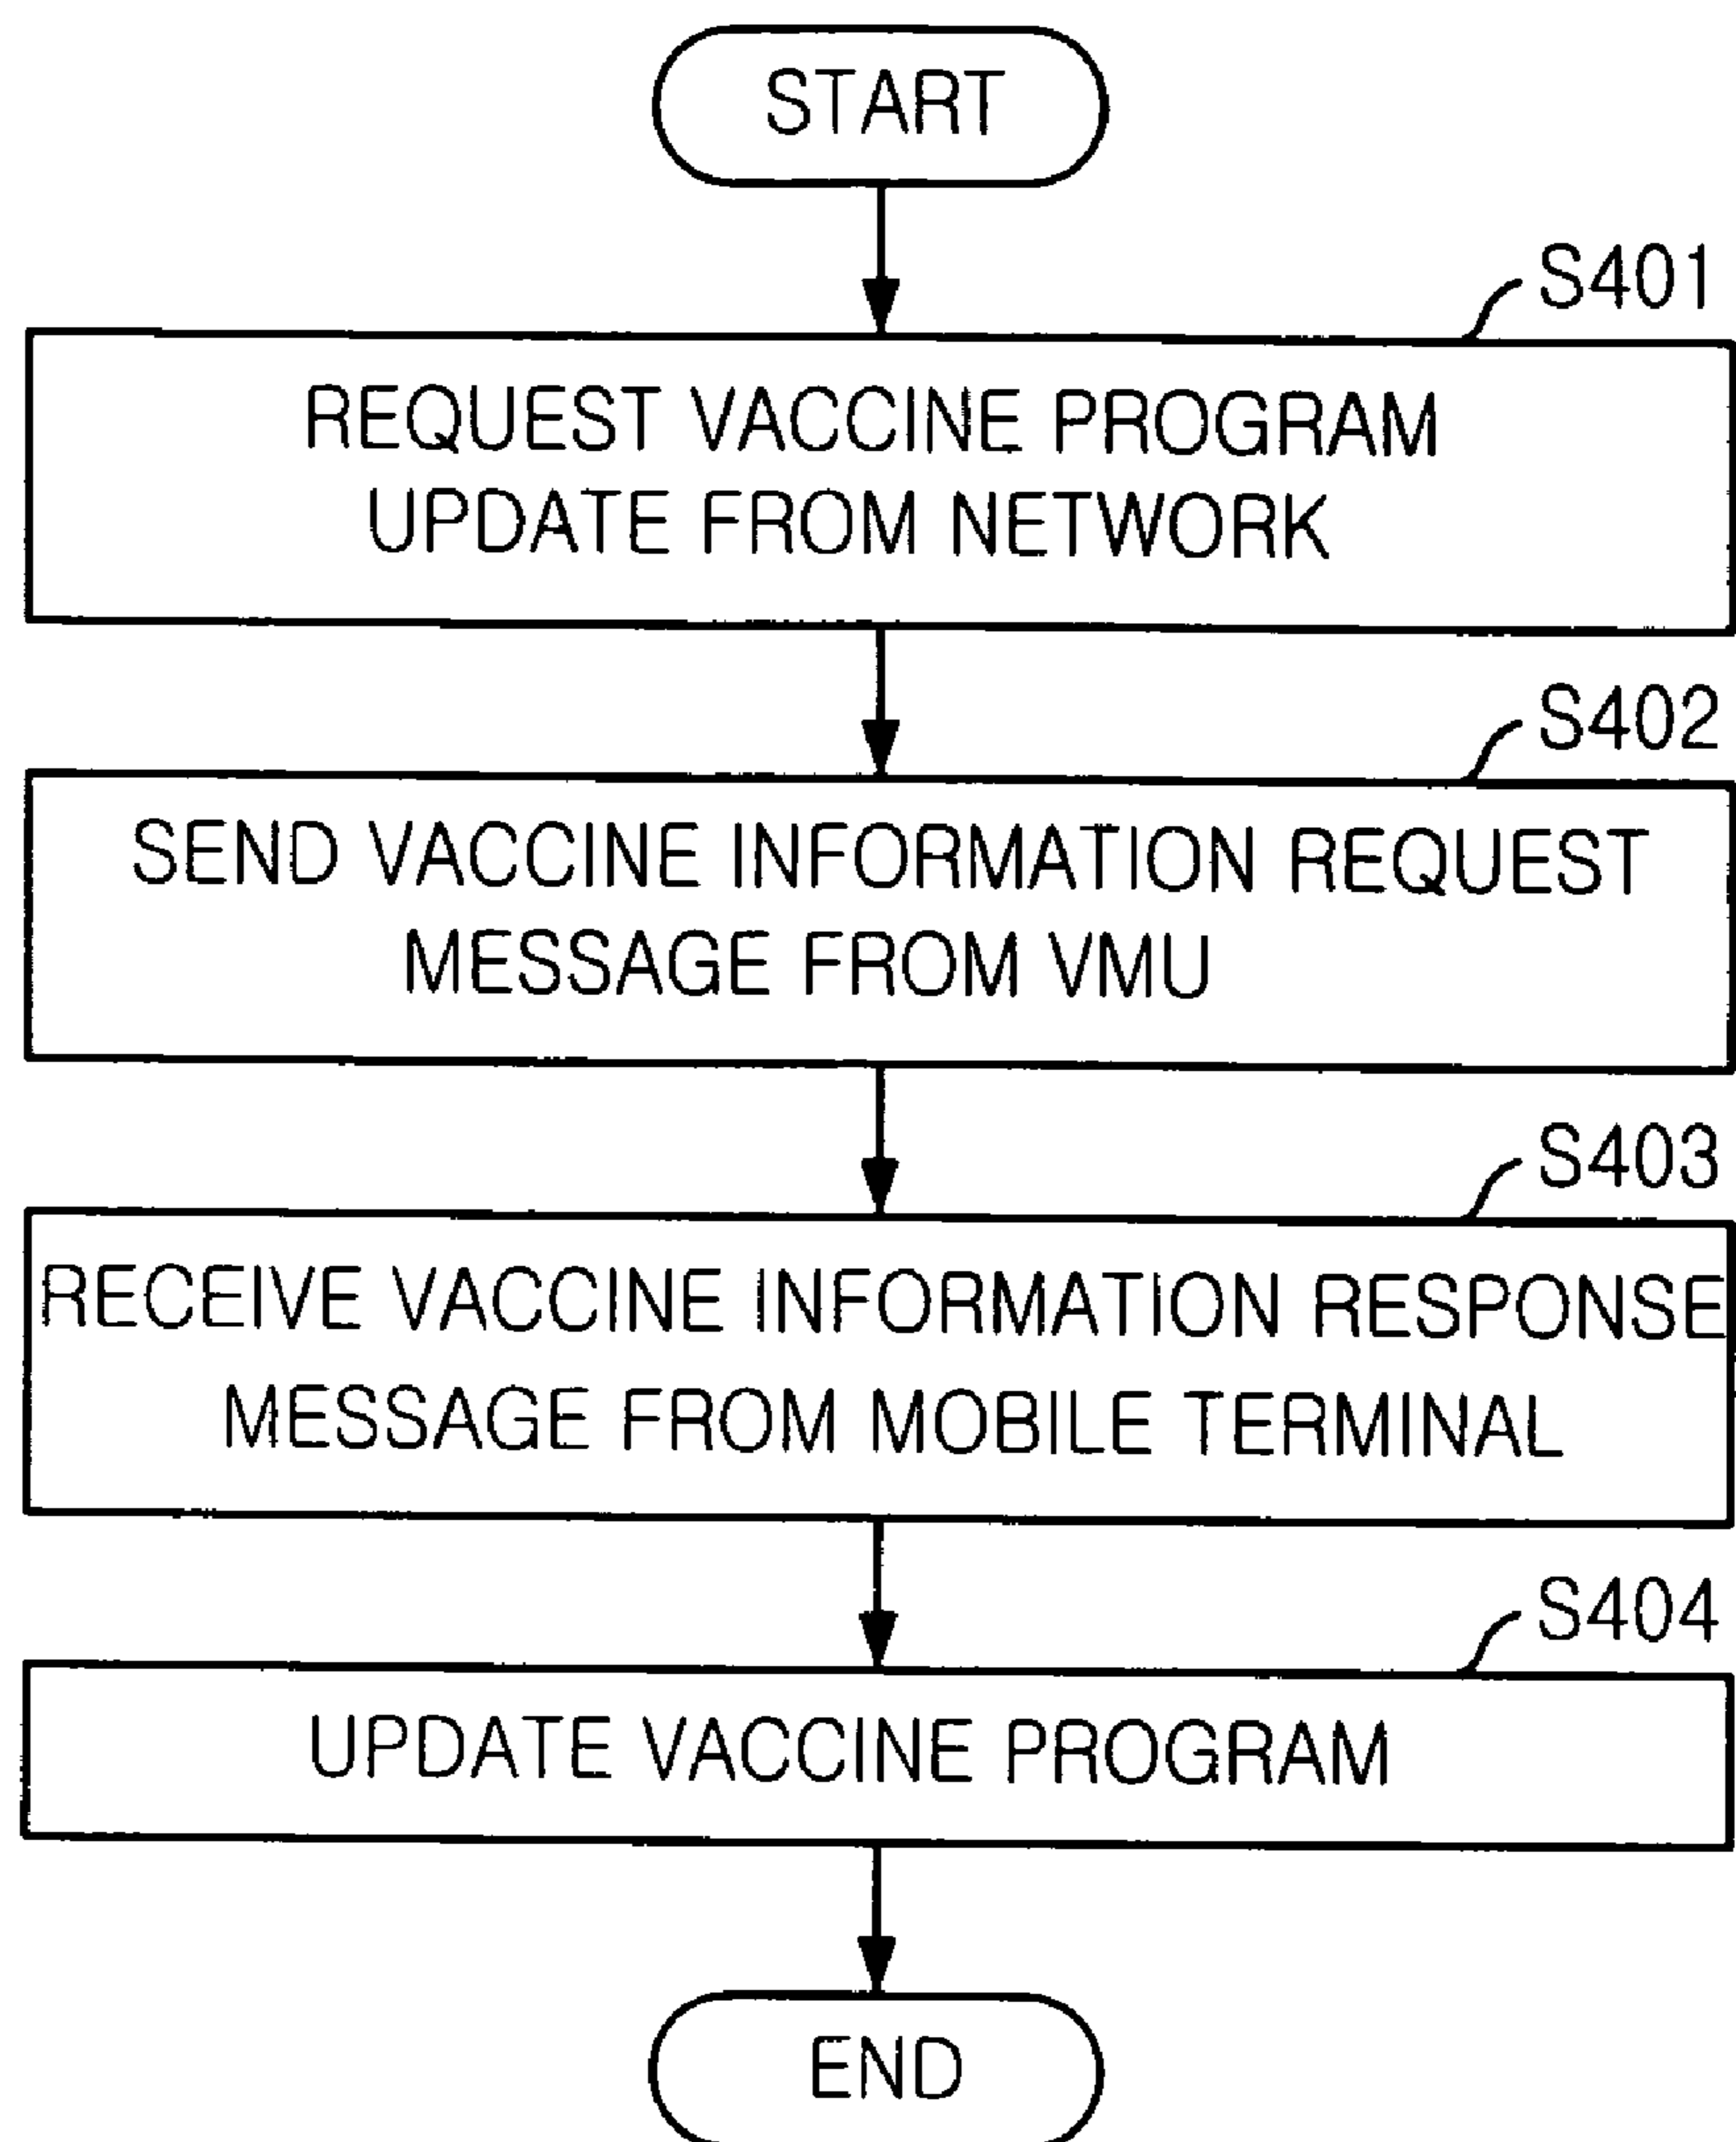 START
S401
REQUEST VACCINE PROGRAM
UPDATE FROM NETWORK
S402
SEND VACCINE INFORMATION REQUEST
MESSAGE FROM VMU
S403
RECEIVE VACCINE INFORMATION RESPONSE
MESSAGE FROM MOBILE TERMINAL
S404
UPDATE VACCINE PROGRAM
END